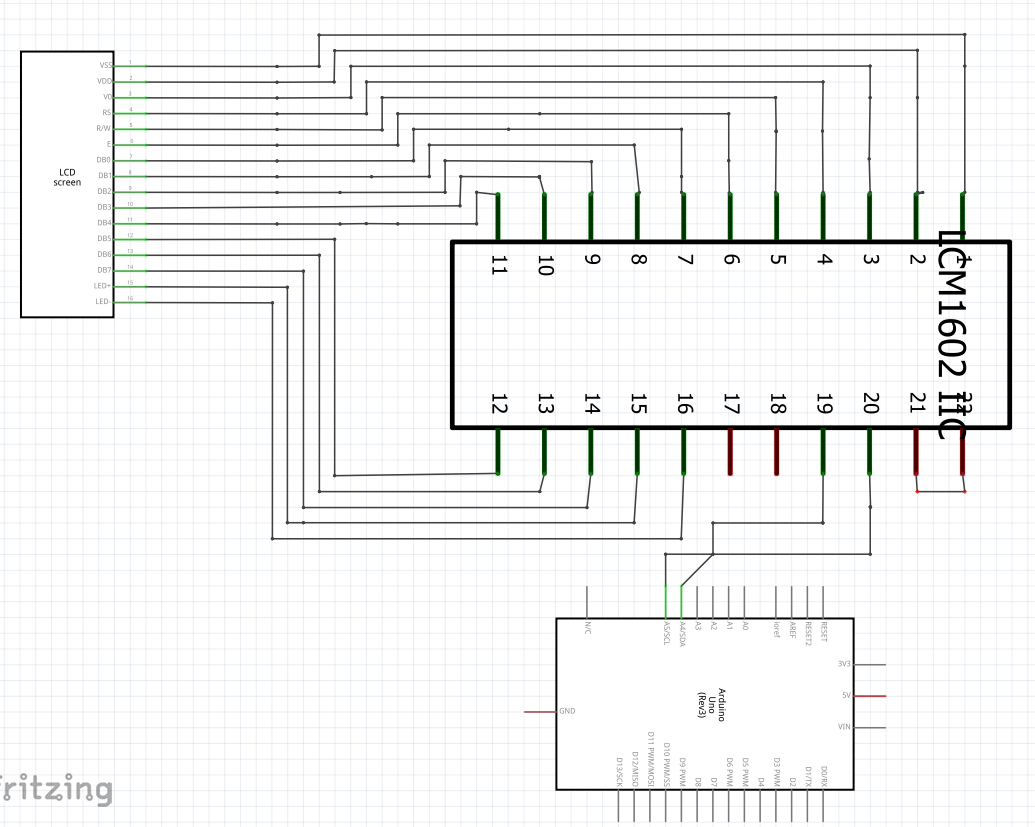 VSS 1
VDD 2
V0 3
RS 4
R/W 5
E 6
DB0 7
DB1 8
DB2 9
DB3 10
DB4 11
DB5 12
DB6 13
DB7 14
LED+ 15
LED- 16
LCD
screen
11 10 9 8 7 6 5 4 3 2 1
LCM1602 IIC
12 13 14 15 16 17 18 19 20 21 22
N/C A5/SCL A4/SDA A3 A2 A1 A0 ioref AREF RESET2 RESET
3V3
5V
VIN
GND
Arduino
Uno
(Rev3)
D13/SCK D12/MISO D11 PWM/MOSI D10 PWM/SS D9 PWM D8 D7 D6 PWM D5 PWM D4 D3 PWM D2 D1/TX D0/RX
ritzing